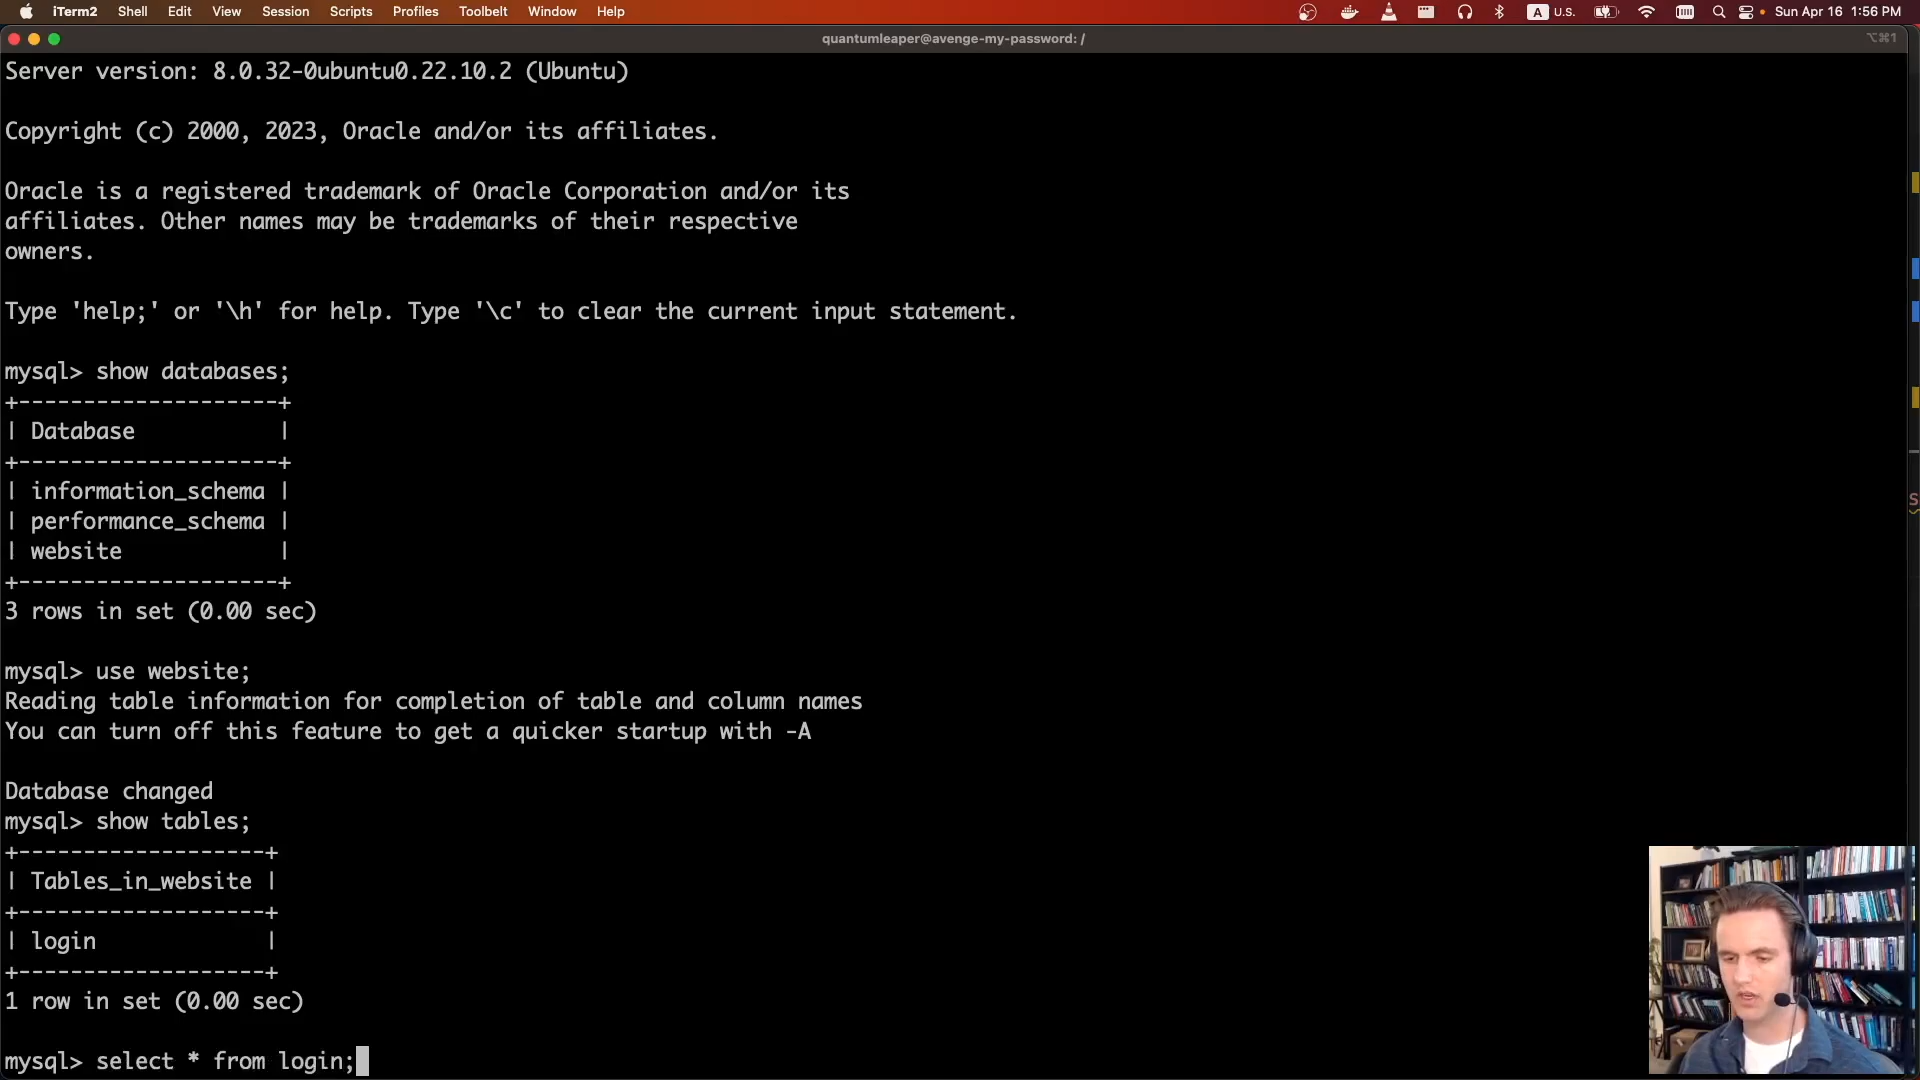 iTerm2 Shell Edit View Session Scripts Profiles Toolbelt Window Help A U.S. Sun Apr 16 1:56 PM
quantumleaper@avenge-my-password: / ⌥⌘1
Server version: 8.0.32-0ubuntu0.22.10.2 (Ubuntu)
Copyright (c) 2000, 2023, Oracle and/or its affiliates.
Oracle is a registered trademark of Oracle Corporation and/or its
affiliates. Other names may be trademarks of their respective
owners.
Type 'help;' or '\h' for help. Type '\c' to clear the current input statement.
mysql> show databases;
+--------------------+
| Database           |
+--------------------+
| information_schema |
| performance_schema |
| website            |
+--------------------+
3 rows in set (0.00 sec)
mysql> use website;
Reading table information for completion of table and column names
You can turn off this feature to get a quicker startup with -A
Database changed
mysql> show tables;
+-------------------+
| Tables_in_website |
+-------------------+
| login             |
+-------------------+
1 row in set (0.00 sec)
mysql> select * from login;